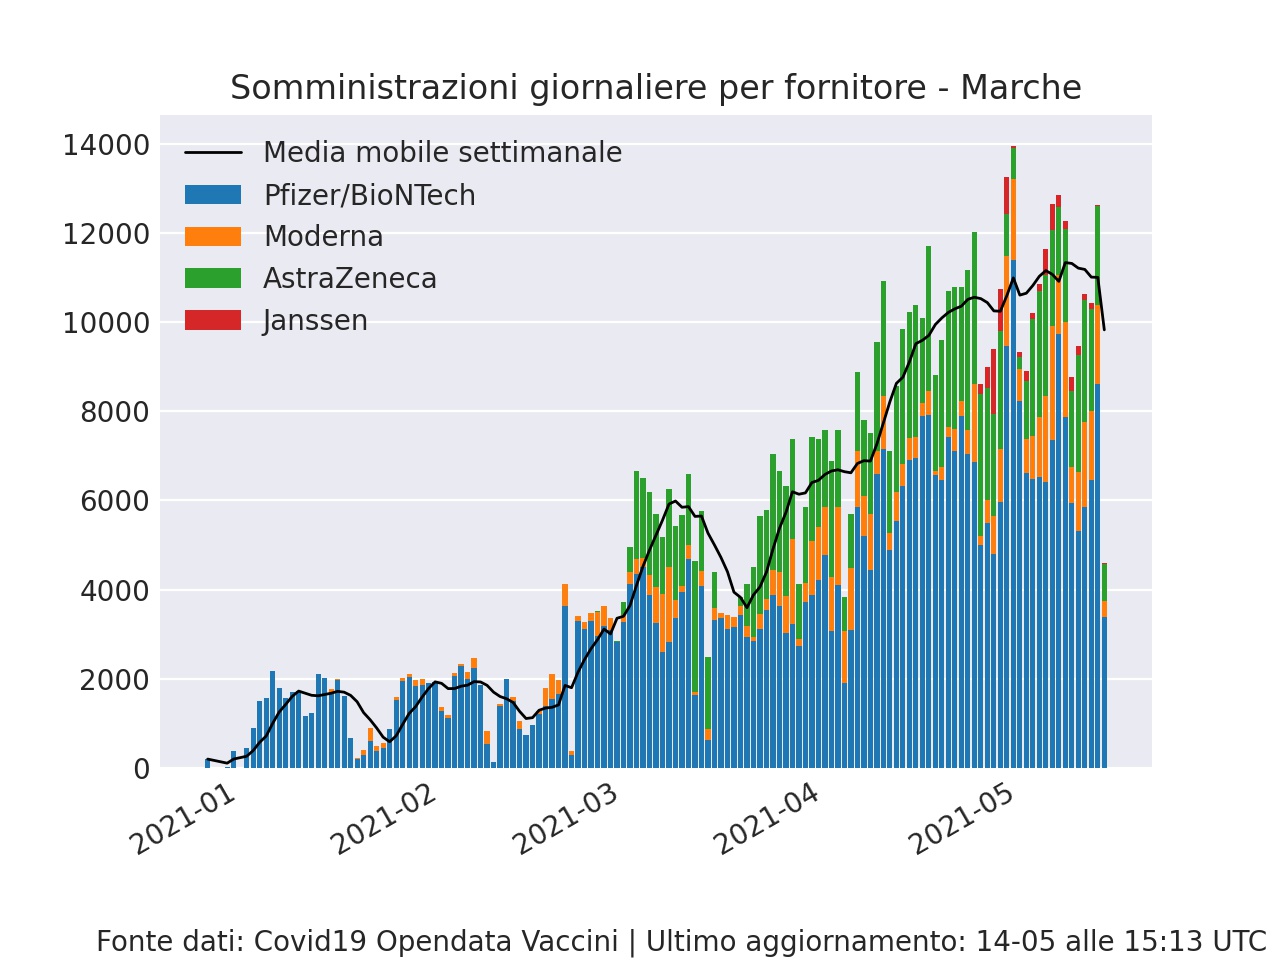 Somministrazioni giornaliere per fornitore - Marche
14000
12000
10000
8000
6000
4000
2000
0
Media mobile settimanale
Pfizer/BioNTech
Moderna
AstraZeneca
Janssen
2021-01
2021-02
2021-03
2021-04
2021-05
Fonte dati: Covid19 Opendata Vaccini | Ultimo aggiornamento: 14-05 alle 15:13 UTC